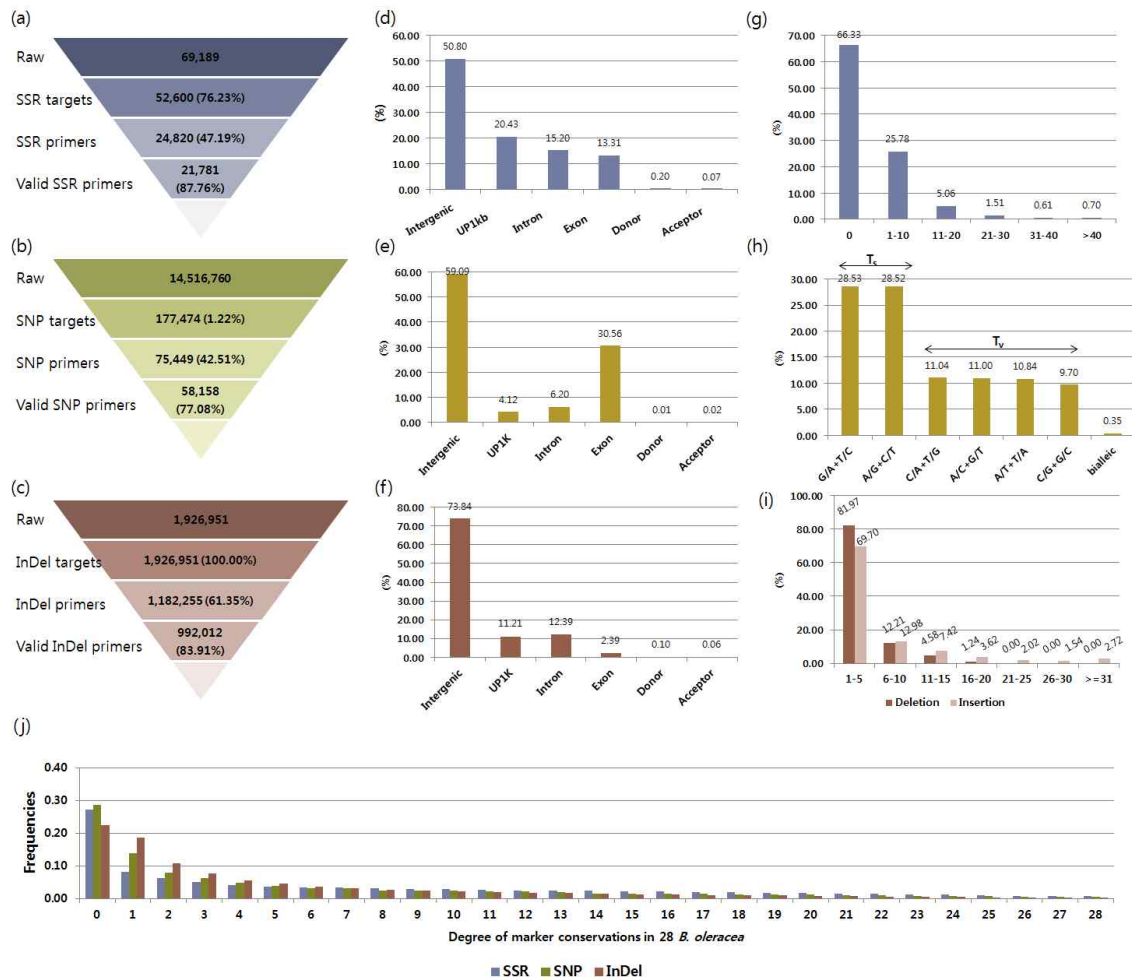 (a)
Raw
69,189
SSR targets
52,600 (76.23%)
SSR primers
24,820 (47.19%)
Valid SSR primers
21,781
(87.76%)
(b)
Raw
14,516,760
SNP targets
177,474 (1.22%)
SNP primers
75,449 (42.51%)
Valid SNP primers
58,158
(77.08%)
(c)
Raw
1,926,951
InDel targets
1,926,951 (100.00%)
InDel primers
1,182,255 (61.35%)
Valid InDel primers
992,012
(83.91%)
(d)
(%)
60.00
50.00
40.00
30.00
20.00
10.00
0.00
50.80
20.43
15.20
13.31
0.20
0.07
Intergenic
UP1kb
Intron
Exon
Donor
Acceptor
(e)
(%)
60.00
50.00
40.00
30.00
20.00
10.00
0.00
59.09
4.12
6.20
30.56
0.01
0.02
Intergenic
UP1K
Intron
Exon
Donor
Acceptor
(f)
(%)
80.00
70.00
60.00
50.00
40.00
30.00
20.00
10.00
0.00
73.84
11.21
12.39
2.39
0.10
0.06
Intergenic
UP1K
Intron
Exon
Donor
Acceptor
(g)
(%)
70.00
60.00
50.00
40.00
30.00
20.00
10.00
0.00
66.33
25.78
5.06
1.51
0.61
0.70
0
1-10
11-20
21-30
31-40
>40
(h)
(%)
30.00
25.00
20.00
15.00
10.00
5.00
0.00
Ts
28.53
28.52
Tv
11.04
11.00
10.84
9.70
0.35
G/A+T/C
A/G+C/T
C/A+T/G
A/C+G/T
A/T+T/A
C/G+G/C
bialleic
(i)
(%)
100.00
80.00
60.00
40.00
20.00
0.00
81.97
69.70
12.21
12.98
4.58
7.42
1.24
3.62
0.00
2.02
0.00
1.54
0.00
2.72
1-5
6-10
11-15
16-20
21-25
26-30
>=31
Deletion
Insertion
(j)
Frequencies
0.40
0.30
0.20
0.10
0.00
0 1 2 3 4 5 6 7 8 9 10 11 12 13 14 15 16 17 18 19 20 21 22 23 24 25 26 27 28
Degree of marker conservations in 28 B. oleracea
SSR SNP InDel